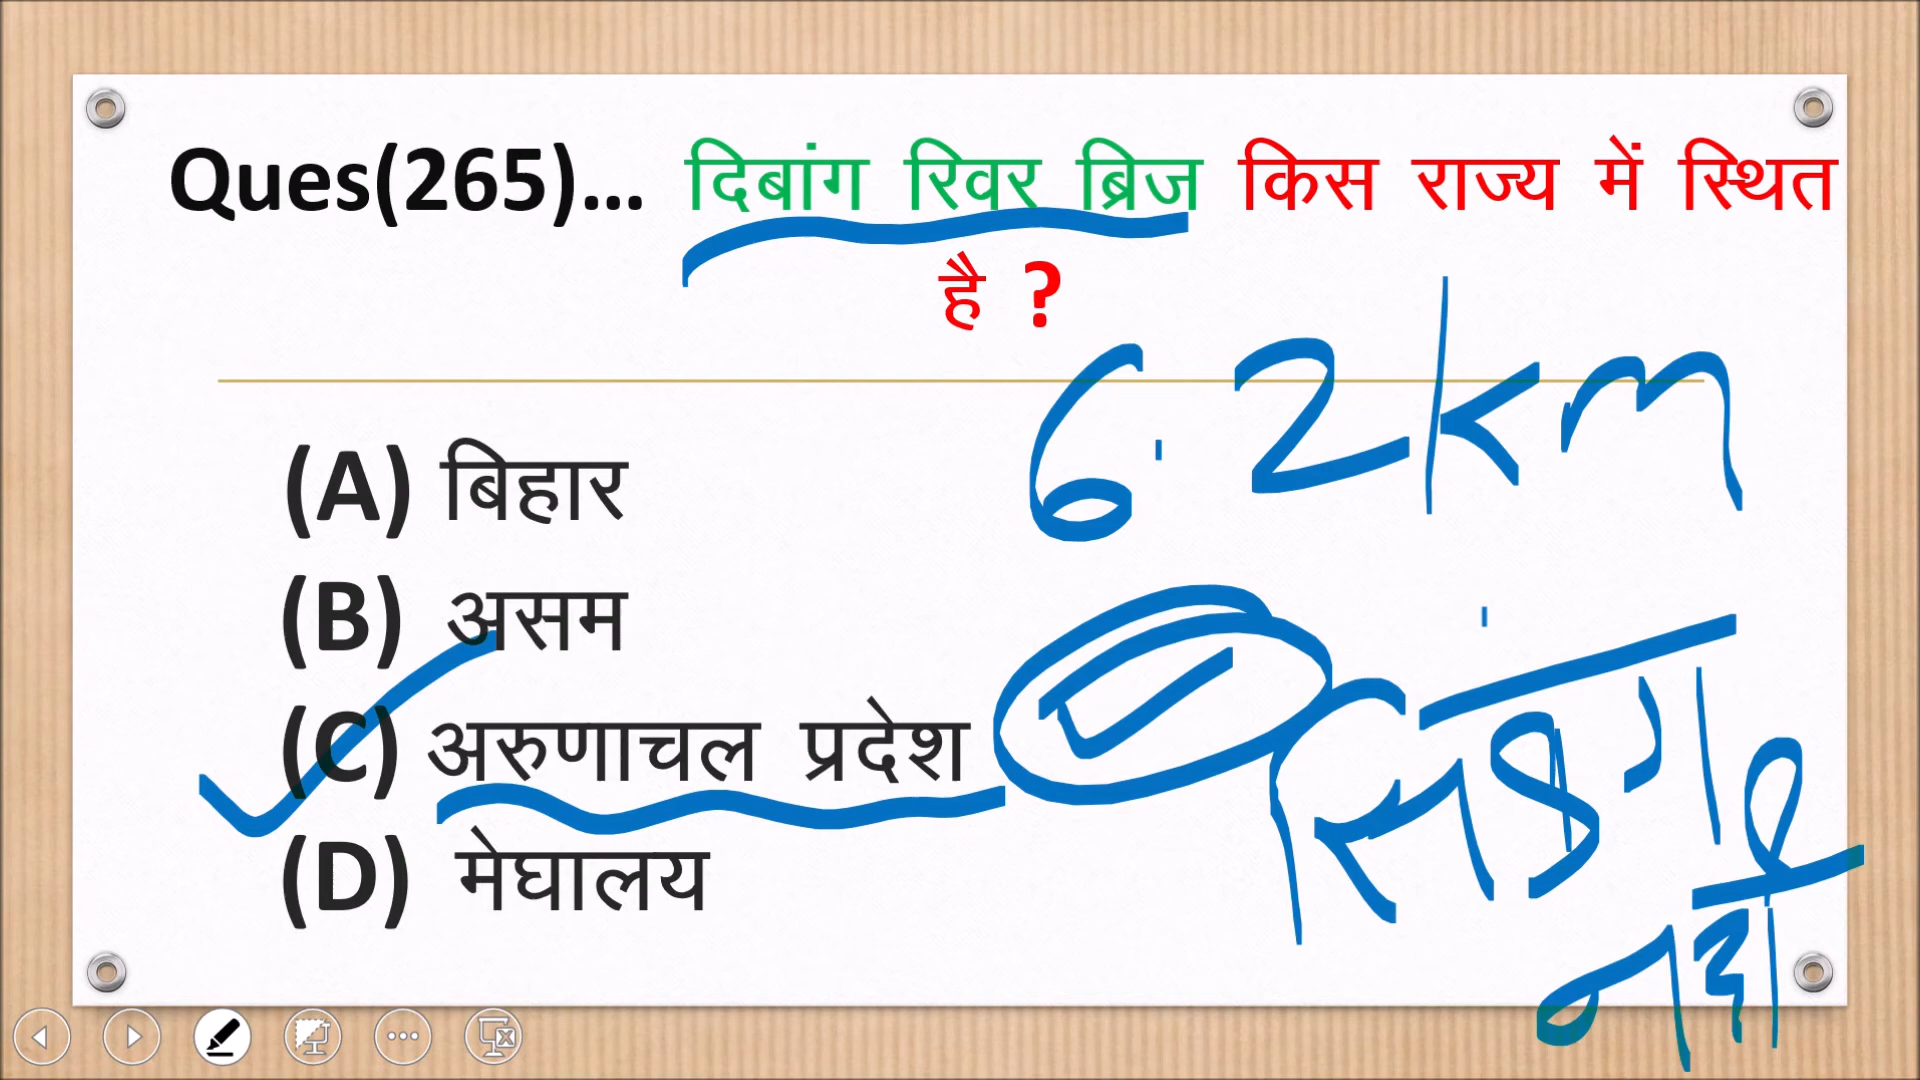 Ques(265)... दिबांग रिवर ब्रिज किस राज्य में स्थित
है ?
6.2km
(A) बिहार
(B) असम
(C) अरुणाचल प्रदेश
(D) मेघालय
नदी